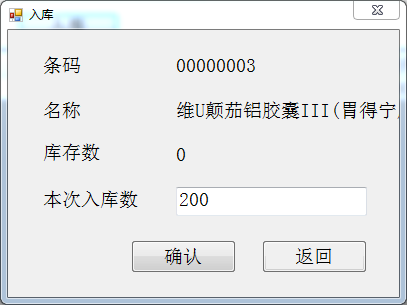 入库
条码 00000003
名称 维U颠茄铝胶囊III(胃得宁
库存数 0
本次入库数 200
确认 返回